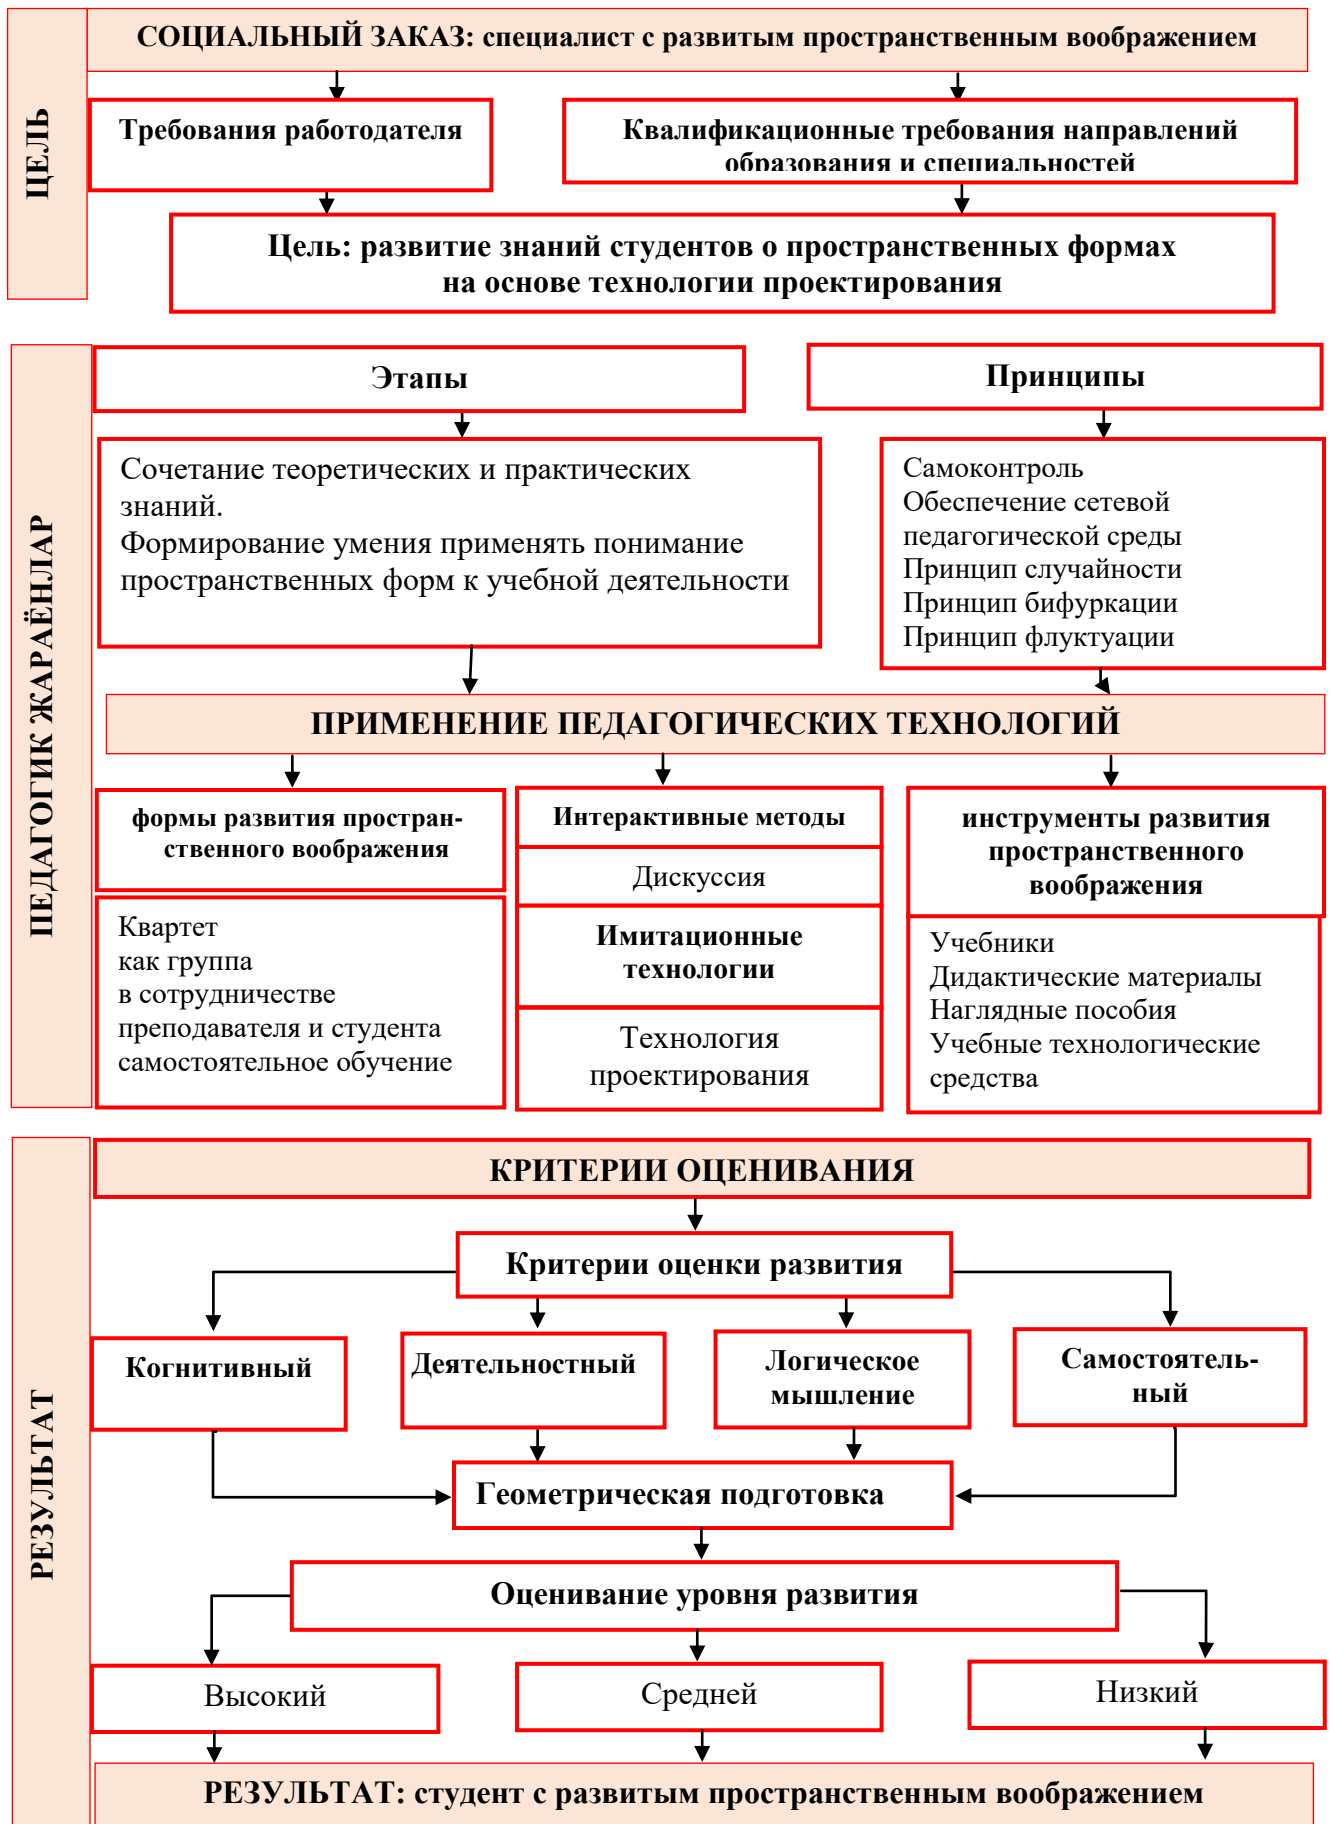 ЦЕЛЬ
СОЦИАЛЬНЫЙ ЗАКАЗ: специалист с развитым пространственным воображением
Требования работодателя
Квалификационные требования направлений
образования и специальностей
Цель: развитие знаний студентов о пространственных формах
на основе технологии проектирования
ПЕДАГОГИК ЖАРАЁНЛАР
Этапы
Принципы
Сочетание теоретических и практических
знаний.
Формирование умения применять понимание
пространственных форм к учебной деятельности
Самоконтроль
Обеспечение сетевой
педагогической среды
Принцип случайности
Принцип бифуркации
Принцип флуктуации
ПРИМЕНЕНИЕ ПЕДАГОГИЧЕСКИХ ТЕХНОЛОГИЙ
формы развития простран-
ственного воображения
Квартет
как группа
в сотрудничестве
преподавателя и студента
самостоятельное обучение
Интерактивные методы
Дискуссия
Имитационные
технологии
Технология
проектирования
инструменты развития
пространственного
воображения
Учебники
Дидактические материалы
Наглядные пособия
Учебные технологические
средства
РЕЗУЛЬТАТ
КРИТЕРИИ ОЦЕНИВАНИЯ
Критерии оценки развития
Когнитивный
Деятельностный
Логическое
мышление
Самостоятель-
ный
Геометрическая подготовка
Оценивание уровня развития
Высокий
Средней
Низкий
РЕЗУЛЬТАТ: студент с развитым пространственным воображением